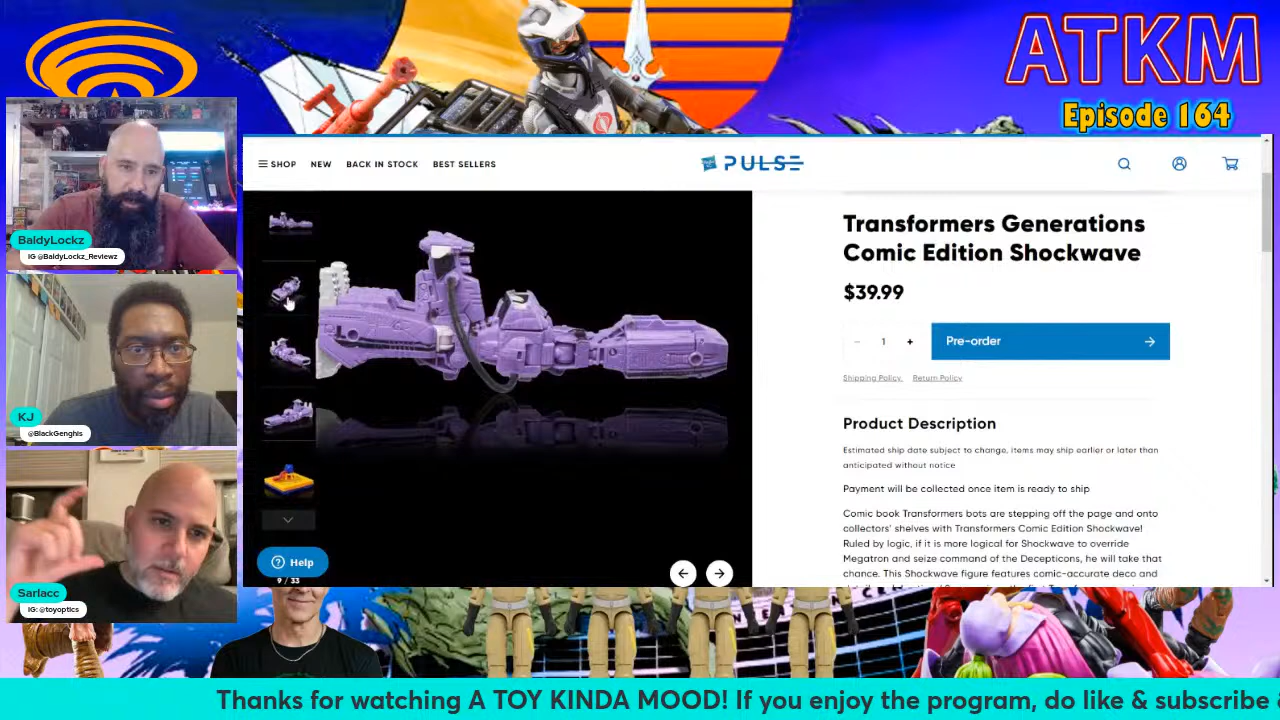 ATKM
Episode 164
SHOP NEW BACK IN STOCK BEST SELLERS
PULSE
Transformers Generations
Comic Edition Shockwave
$39.99
− 1 +
Pre-order
Shipping Policy Return Policy
Product Description
Estimated ship date subject to change, items may ship earlier or later than
anticipated without notice
Payment will be collected once item is ready to ship
Comic book Transformers bots are stepping off the page and onto
collectors' shelves with Transformers Comic Edition Shockwave!
Ruled by logic, if it is more logical for Shockwave to override
Megatron and seize command of the Decepticons, he will take that
chance. This Shockwave figure features comic-accurate deco and
Help
9 / 33
BaldyLockz
IG @BaldyLockz_Reviewz
KJ
@BlackGenghis
Sarlacc
IG: @toyoptics
Thanks for watching A TOY KINDA MOOD! If you enjoy the program, do like & subscribe